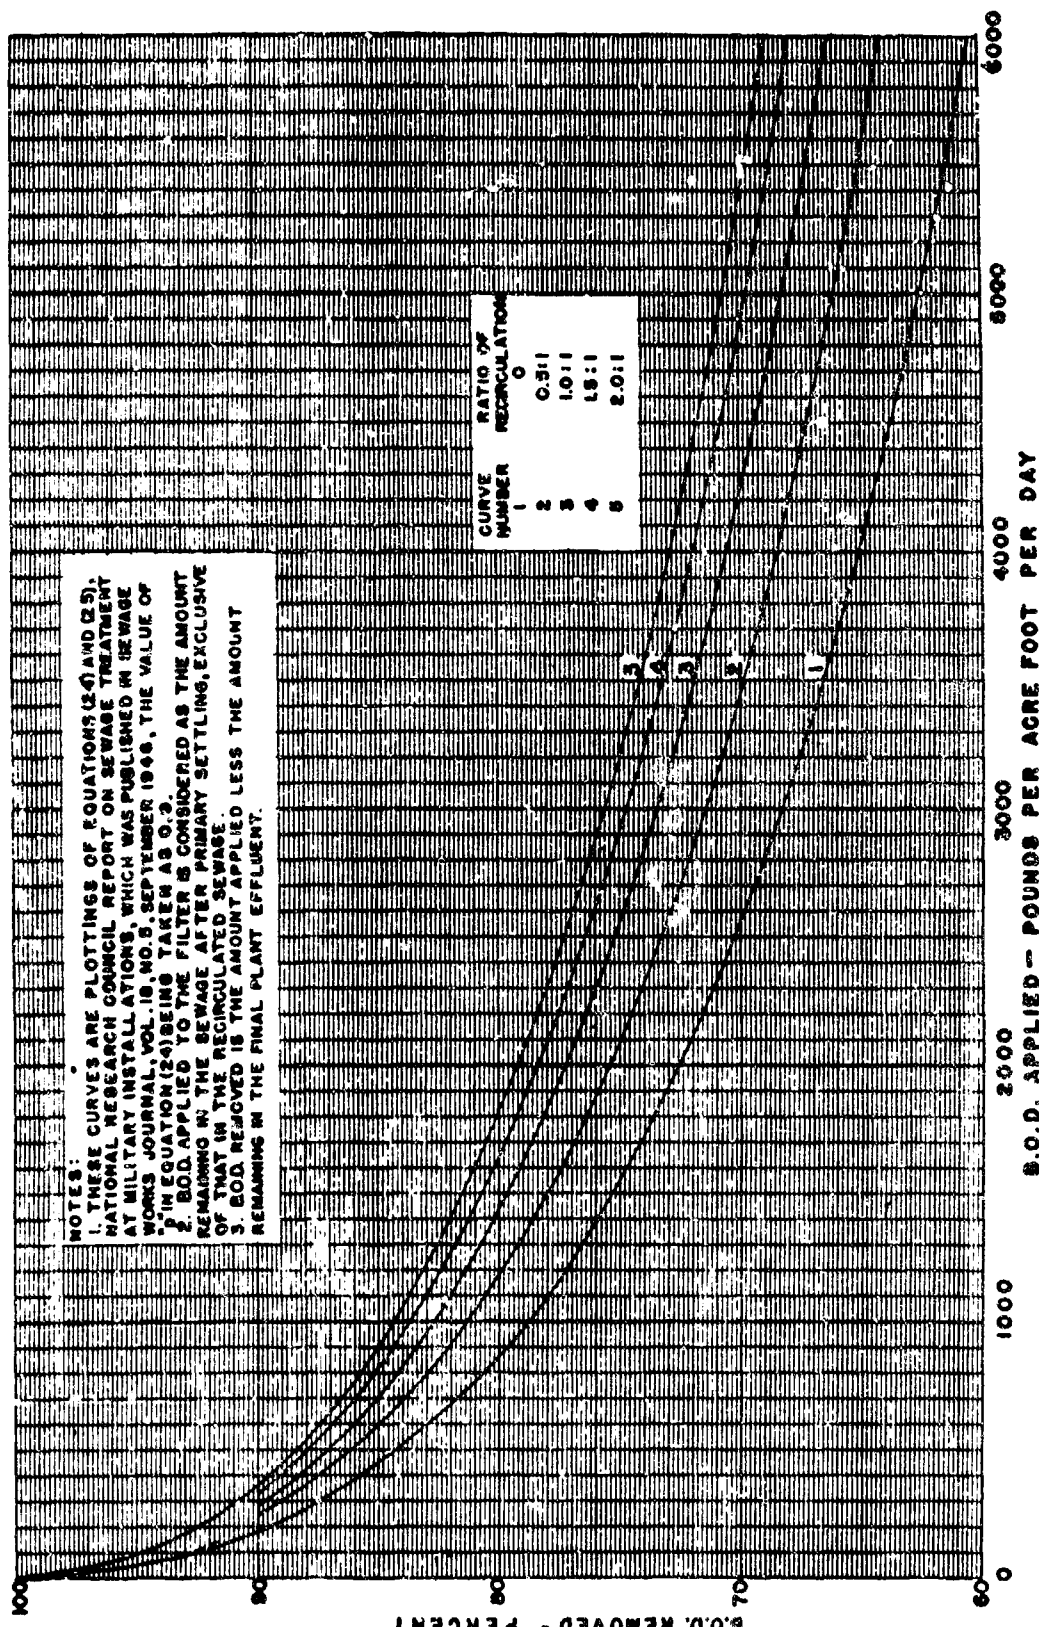 NOTES:
1. THESE CURVES ARE PLOTTINGS OF EQUATIONS (24) AND (25),
NATIONAL RESEARCH COUNCIL REPORT ON SEWAGE TREATMENT
AT MILITARY INSTALLATIONS, WHICH WAS PUBLISHED IN SEWAGE
WORKS JOURNAL, VOL. 18, NO. 5, SEPTEMBER 1946, THE VALUE OF
"P" IN EQUATION (24) BEING TAKEN AS 0.9.
2. B.O.D. APPLIED TO THE FILTER IS CONSIDERED AS THE AMOUNT
REMAINING IN THE SEWAGE AFTER PRIMARY SETTLING, EXCLUSIVE
OF THAT IN THE RECIRCULATED SEWAGE.
3. B.O.D. REMOVED IS THE AMOUNT APPLIED LESS THE AMOUNT
REMAINING IN THE FINAL PLANT EFFLUENT.
CURVE NUMBER RATIO OF RECIRCULATION
1 0
2 0.5:1
3 1.0:1
4 1.5:1
5 2.0:1
5
4
3
2
1
100
90
80
70
60
B.O.D. REMOVED - PERCENT
0
1000
2000
3000
4000
5000
6000
B.O.D. APPLIED -- POUNDS PER ACRE FOOT PER DAY